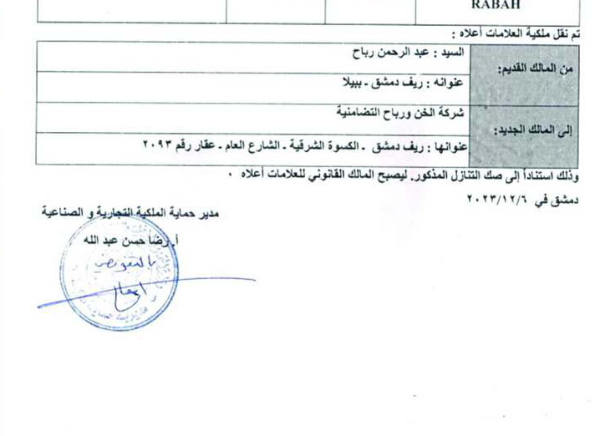 RABAH
تم نقل ملكية العلامات أعلاه :
من المالك القديم:
السيد : عبد الرحمن رباح
عنوانه : ريف دمشق ـ ببيلا
إلى المالك الجديد:
شركة الخن ورباح التضامنية
عنوانها : ريف دمشق ـ الكسوة الشرقية ـ الشارع العام ـ عقار رقم ٢٠٩٣
وذلك استناداً إلى صك التنازل المذكور. ليصبح المالك القانوني للعلامات أعلاه ٠
دمشق في ٢٠٢٣/١٢/٦
مدير حماية الملكية التجارية و الصناعية
أ. رضا حسن عبد الله
بالتفويض